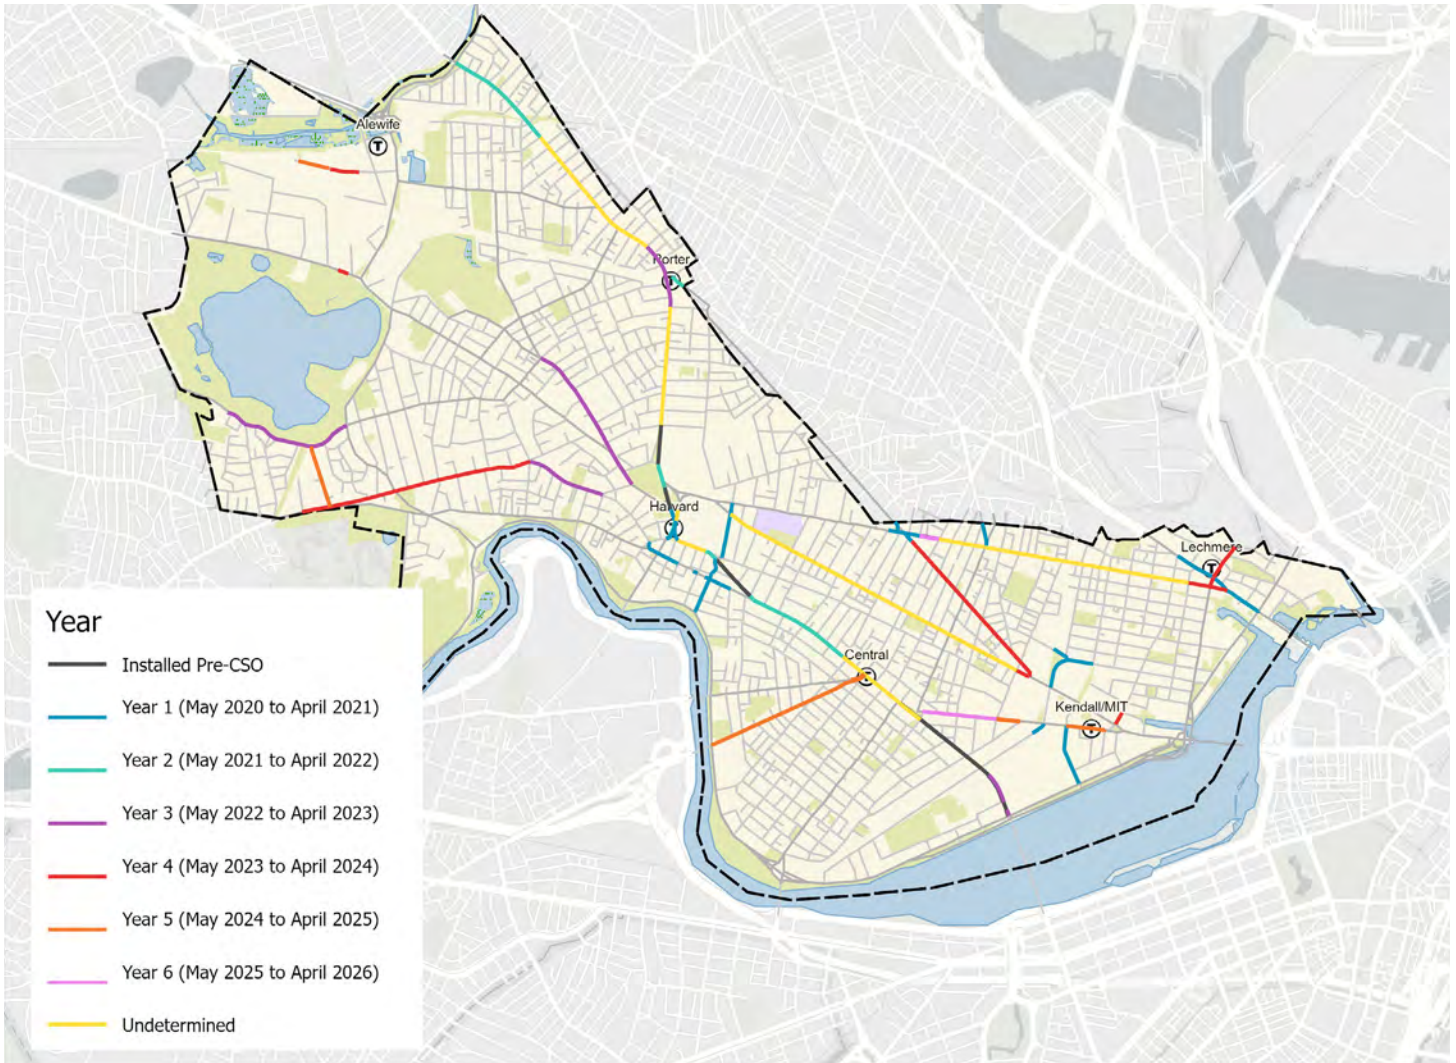 Alewife
T
Porter
T
Harvard
T
Lechmere
T
Central
T
Kendall/MIT
T
Year
Installed Pre-CSO
Year 1 (May 2020 to April 2021)
Year 2 (May 2021 to April 2022)
Year 3 (May 2022 to April 2023)
Year 4 (May 2023 to April 2024)
Year 5 (May 2024 to April 2025)
Year 6 (May 2025 to April 2026)
Undetermined